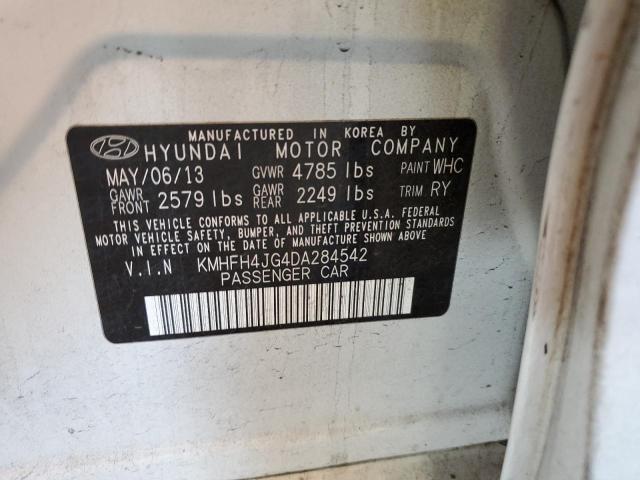 MANUFACTURED IN KOREA BY
HYUNDAI MOTOR COMPANY
MAY/06/13 GVWR 4785 lbs PAINT WHC
GAWR FRONT 2579 lbs GAWR REAR 2249 lbs TRIM RY
THIS VEHICLE CONFORMS TO ALL APPLICABLE U.S.A. FEDERAL
MOTOR VEHICLE SAFETY, BUMPER, AND THEFT PREVENTION STANDARDS
IN EFFECT ON THE DATE OF MANUFACTURE SHOWN ABOVE.
V.I.N KMHFH4JG4DA284542
PASSENGER CAR